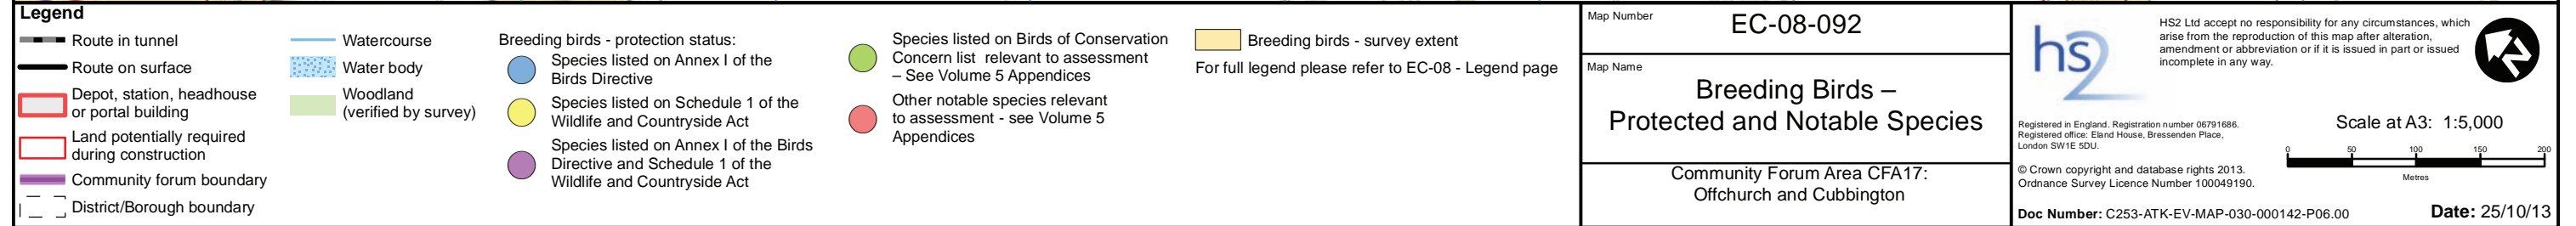 Legend
Route in tunnel
Route on surface
Depot, station, headhouse
or portal building
Land potentially required
during construction
Community forum boundary
District/Borough boundary
Watercourse
Water body
Woodland
(verified by survey)
Breeding birds - protection status:
Species listed on Annex I of the
Birds Directive
Species listed on Schedule 1 of the
Wildlife and Countryside Act
Species listed on Annex I of the Birds
Directive and Schedule 1 of the
Wildlife and Countryside Act
Species listed on Birds of Conservation
Concern list relevant to assessment
– See Volume 5 Appendices
Other notable species relevant
to assessment - see Volume 5
Appendices
Breeding birds - survey extent
For full legend please refer to EC-08 - Legend page
Map Number
EC-08-092
Map Name
Breeding Birds –
Protected and Notable Species
Community Forum Area CFA17:
Offchurch and Cubbington
hs2
HS2 Ltd accept no responsibility for any circumstances, which
arise from the reproduction of this map after alteration,
amendment or abbreviation or if it is issued in part or issued
incomplete in any way.
N
Registered in England. Registration number 06791686.
Registered office: Eland House, Bressenden Place,
London SW1E 5DU.
© Crown copyright and database rights 2013.
Ordnance Survey Licence Number 100049190.
Scale at A3: 1:5,000
0 50 100 150 200
Metres
Doc Number: C253-ATK-EV-MAP-030-000142-P06.00
Date: 25/10/13